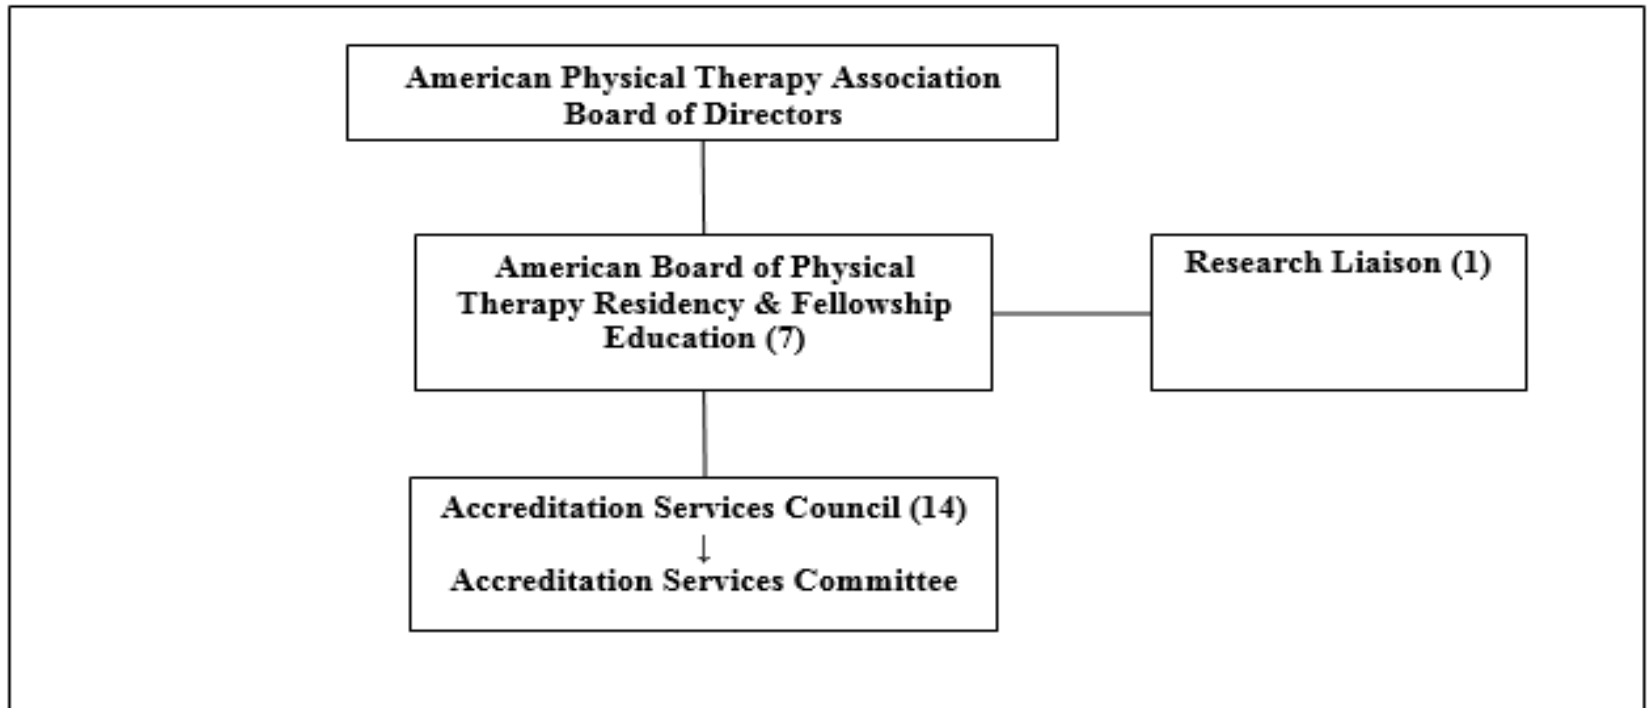 American Physical Therapy Association
Board of Directors
American Board of Physical
Therapy Residency & Fellowship
Education (7)
Research Liaison (1)
Accreditation Services Council (14)
↓
Accreditation Services Committee